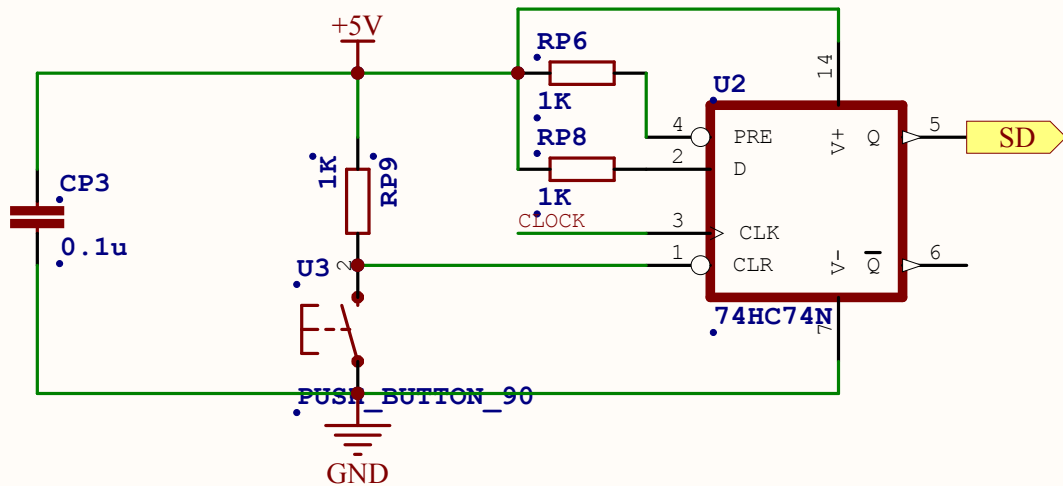 +5V
RP6
1K
RP8
1K
1K
RP9
CP3
0.1u
U2
14
4
PRE
V+
Q
5
SD
2
D
CLOCK
3
CLK
1
CLR
V-
Q
6
2
U3
74HC74N
7
PUSH_BUTTON_90
GND